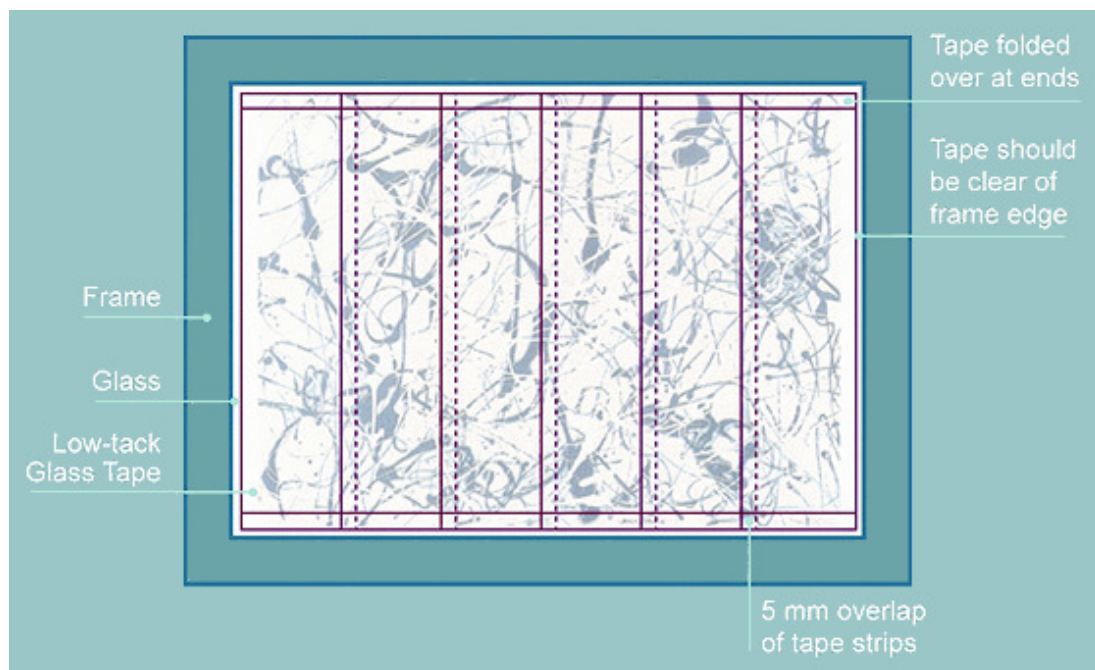 Tape folded
over at ends
Tape should
be clear of
frame edge
Frame
Glass
Low-tack
Glass Tape
5 mm overlap
of tape strips